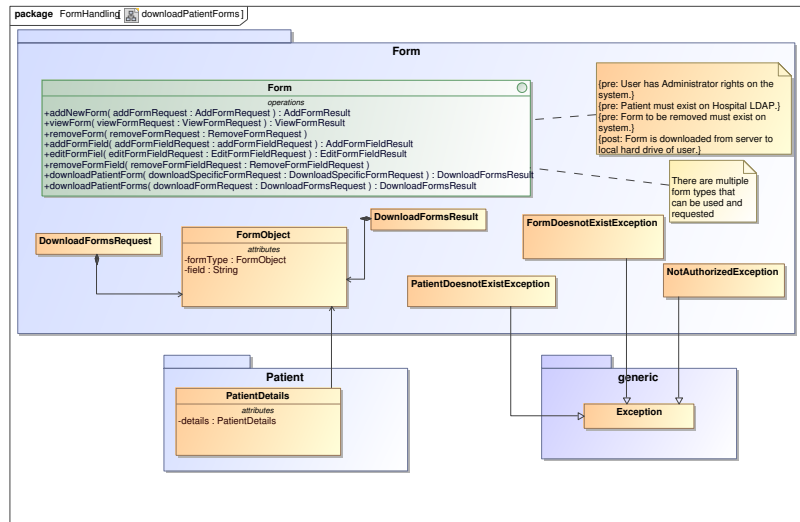 package FormHandling[ downloadPatientForms]
Form
Form
operations
+addNewForm( addFormRequest : AddFormRequest ) : AddFormResult
+viewForm( viewFormRequest : ViewFormRequest ) : ViewFormResult
+removeForm( removeFormRequest : RemoveFormRequest )
+addFormField( addFormFieldRequest : addFormFieldRequest ) : AddFormFieldResult
+editFormFiel( editFormFieldRequest : EditFormFieldRequest ) : EditFormFielResult
+removeFormField( removeFormFieldRequest : RemoveFormFieldRequest )
+downloadPatientForm( downloadSpecificFormRequest : DownloadSpecificFormRequest ) : DownloadFormsResult
+downloadPatientForms( downloadFormRequest : DownloadFormsRequest ) : DownloadFormsResult
{pre: User has Administrator rights on the
system.}
{pre: Patient must exist on Hospital LDAP.}
{pre: Form to be removed must exist on
system.}
{post: Form is downloaded from server to
local hard drive of user.}
There are multiple
form types that
can be used and
requested
DownloadFormsRequest
FormObject
attributes
-formType : FormObject
-field : String
DownloadFormsResult
FormDoesnotExistException
PatientDoesnotExistException
NotAuthorizedException
Patient
PatientDetails
attributes
-details : PatientDetails
generic
Exception